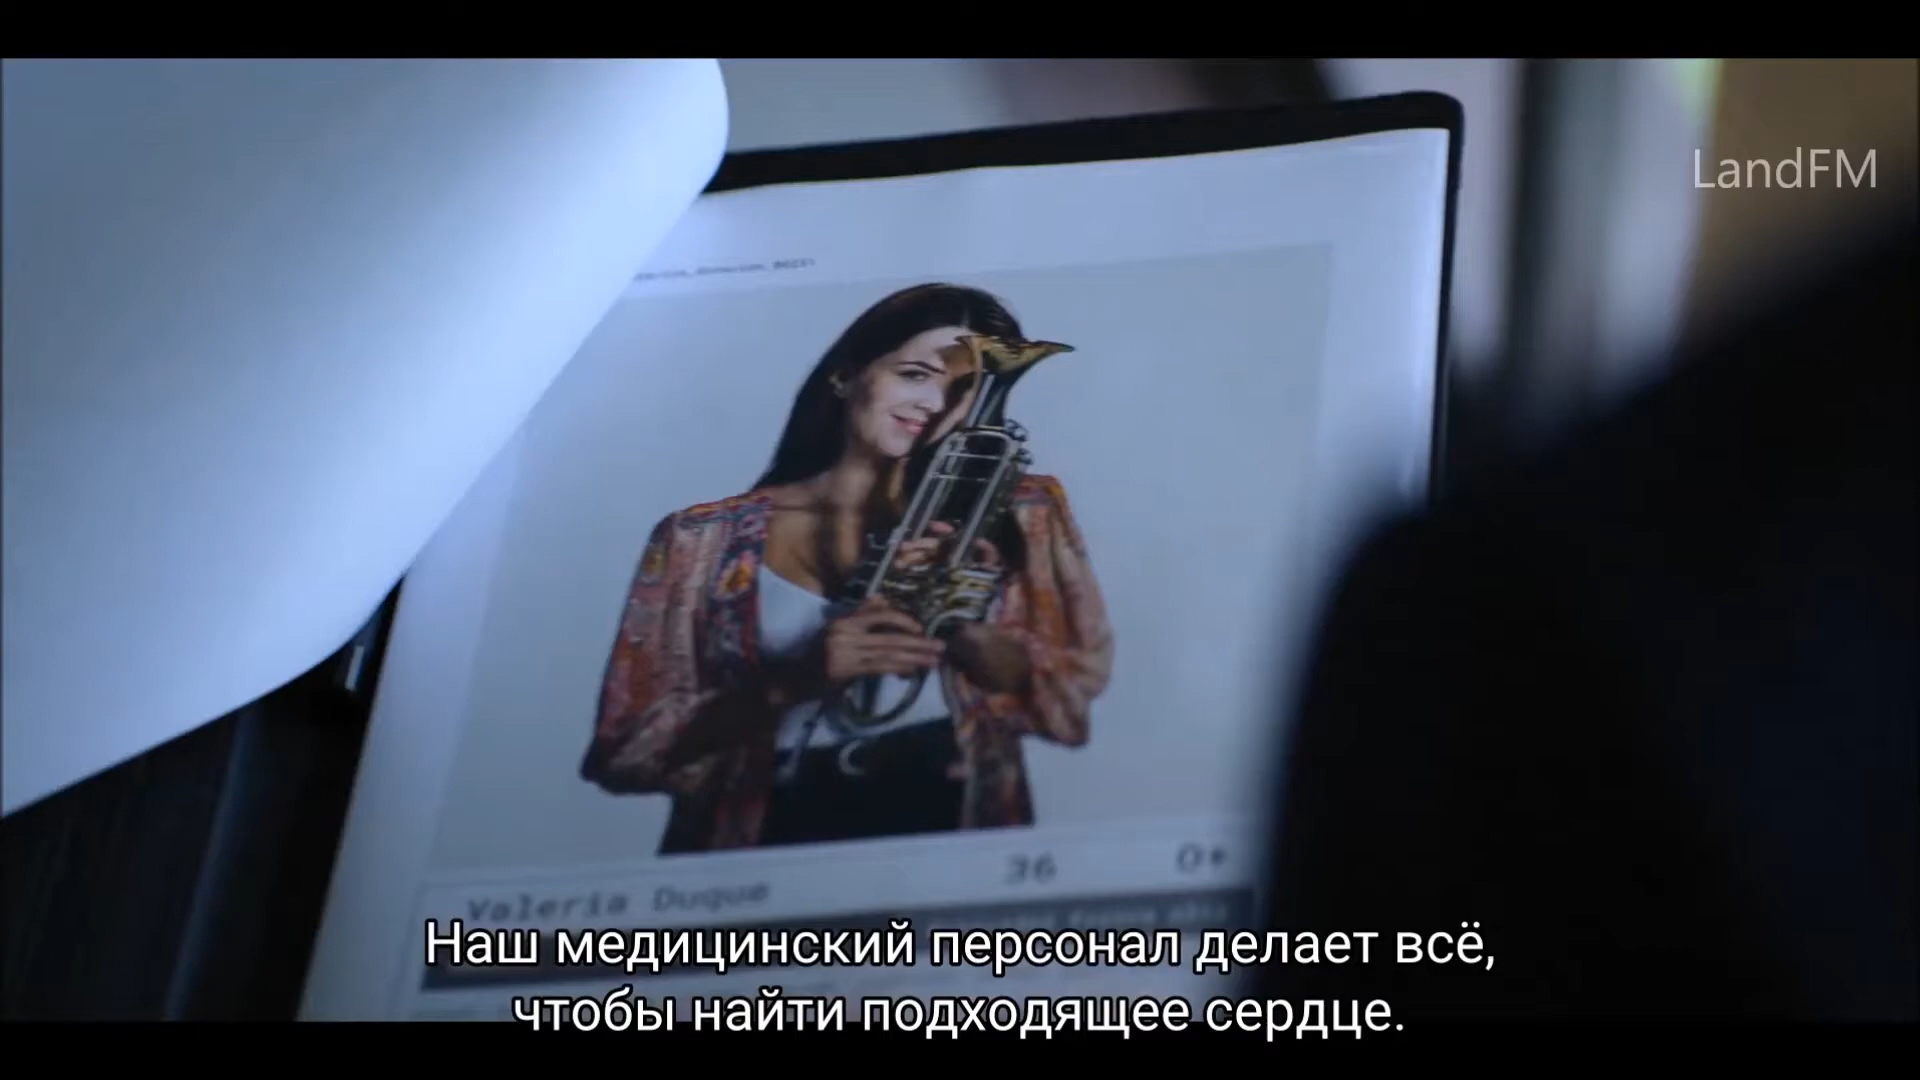 LandFM
36 O+
Valeria Duque
Наш медицинский персонал делает всё,
чтобы найти подходящее сердце.